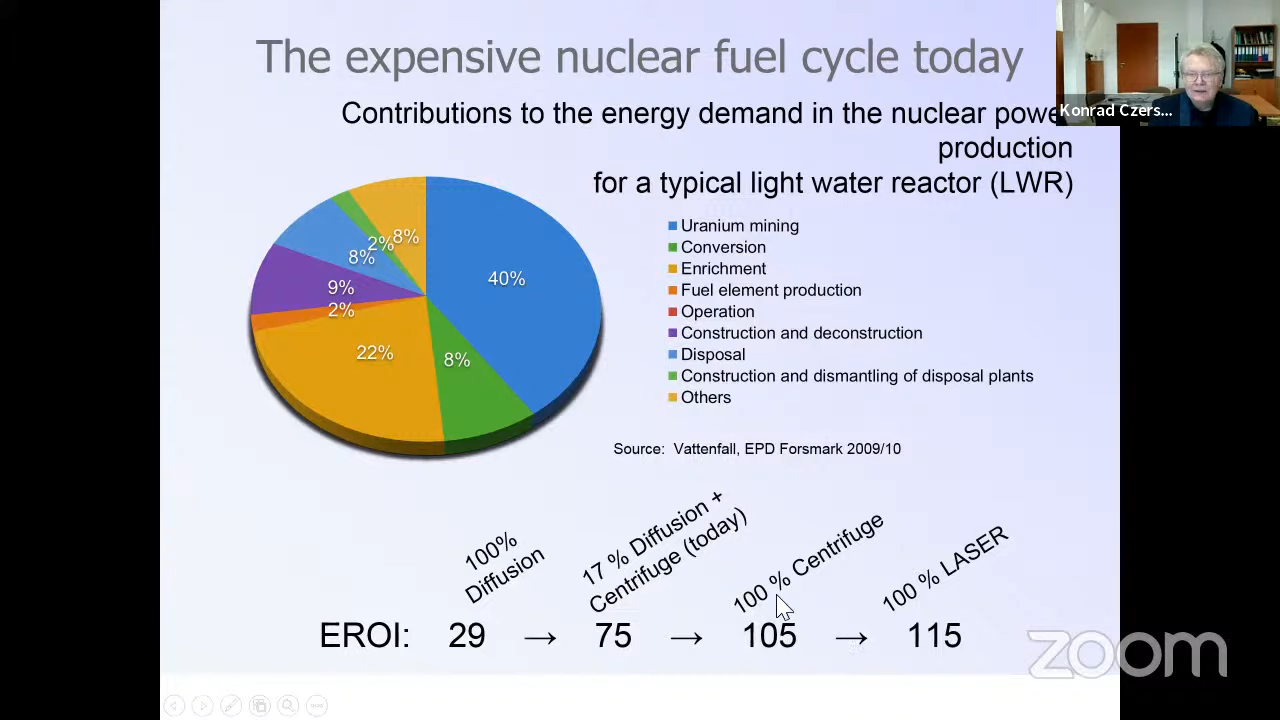 The expensive nuclear fuel cycle today
Konrad Czers...
Contributions to the energy demand in the nuclear powe
production
for a typical light water reactor (LWR)
40%
8%
22%
2%
9%
8%
2%
8%
Uranium mining
Conversion
Enrichment
Fuel element production
Operation
Construction and deconstruction
Disposal
Construction and dismantling of disposal plants
Others
Source: Vattenfall, EPD Forsmark 2009/10
100%
Diffusion
17 % Diffusion +
Centrifuge (today)
100 % Centrifuge
100 % LASER
EROI: 29 → 75 → 105 → 115
zoom